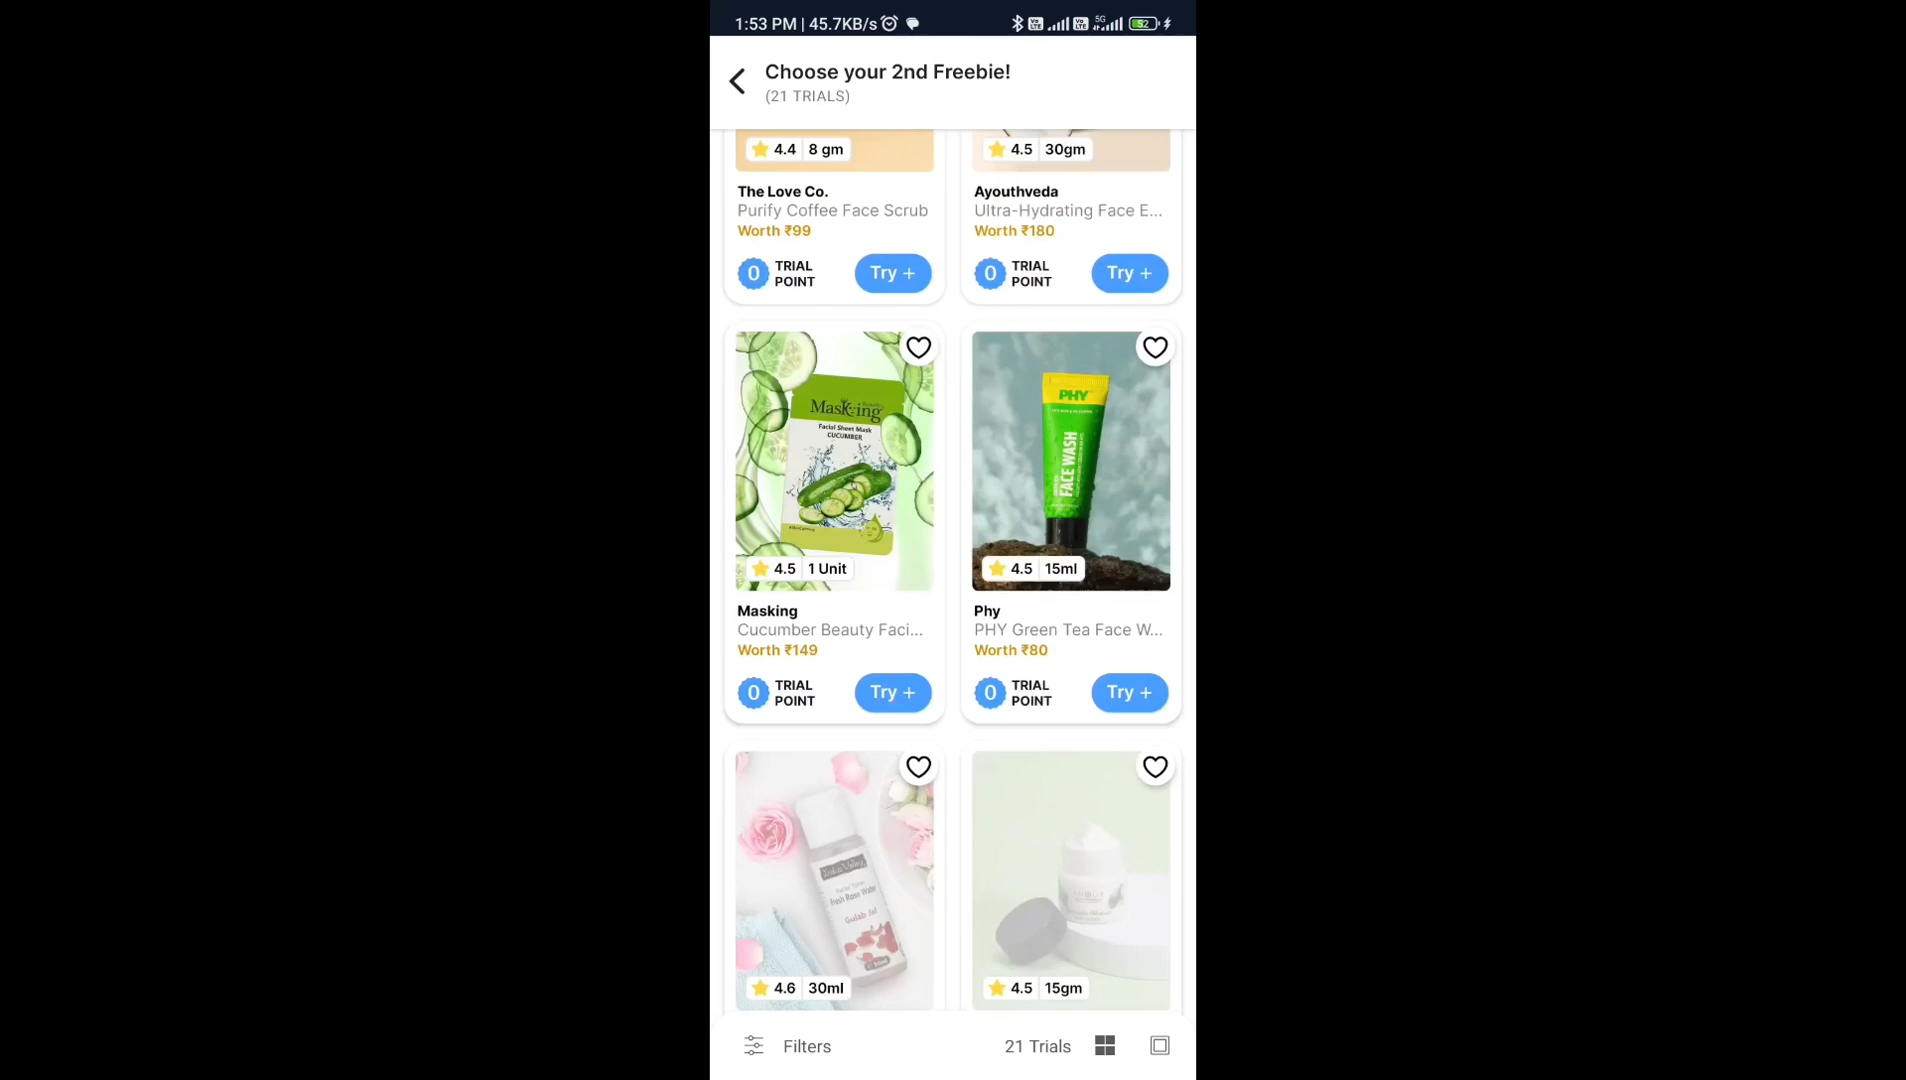 1:53 PM | 45.7KB/s
5G
52
Choose your 2nd Freebie!
(21 TRIALS)
4.4 8 gm
4.5 30gm
The Love Co.
Purify Coffee Face Scrub
Worth ₹99
0 TRIAL POINT
Try +
Ayouthveda
Ultra-Hydrating Face E...
Worth ₹180
0 TRIAL POINT
Try +
Masking
Facial Sheet Mask
CUCUMBER
4.5 1 Unit
PHY
FACE WASH
4.5 15ml
Masking
Cucumber Beauty Faci...
Worth ₹149
0 TRIAL POINT
Try +
Phy
PHY Green Tea Face W...
Worth ₹80
0 TRIAL POINT
Try +
Facial Toner
Fresh Rose Water
Gulab Jal
4.6 30ml
4.5 15gm
Filters
21 Trials